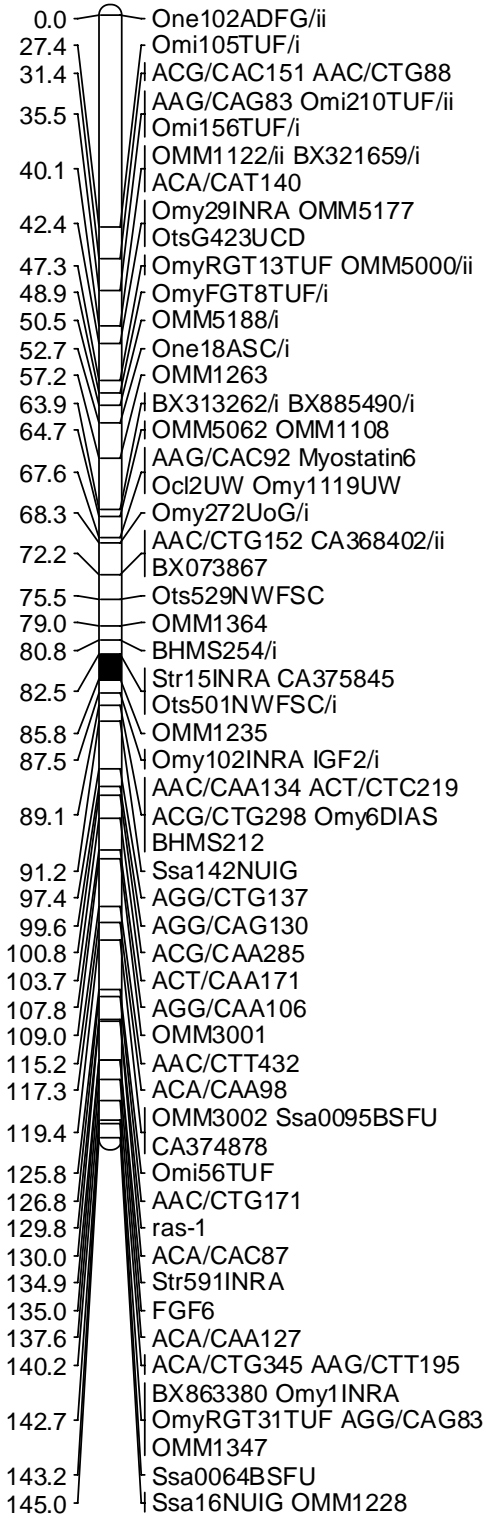 0.0 One102ADFG/ii
27.4 Omi105TUF/i
31.4 ACG/CAC151 AAC/CTG88
35.5 AAG/CAG83 Omi210TUF/ii
Omi156TUF/i
40.1 OMM1122/ii BX321659/i
ACA/CAT140
42.4 Omy29INRA OMM5177
OtsG423UCD
47.3 OmyRGT13TUF OMM5000/ii
48.9 OmyFGT8TUF/i
50.5 OMM5188/i
52.7 One18ASC/i
57.2 OMM1263
63.9 BX313262/i BX885490/i
64.7 OMM5062 OMM1108
67.6 AAG/CAC92 Myostatin6
Ocl2UW Omy1119UW
68.3 Omy272UoG/i
72.2 AAC/CTG152 CA368402/ii
BX073867
75.5 Ots529NWFSC
79.0 OMM1364
80.8 BHMS254/i
82.5 Str15INRA CA375845
Ots501NWFSC/i
85.8 OMM1235
87.5 Omy102INRA IGF2/i
89.1 AAC/CAA134 ACT/CTC219
ACG/CTG298 Omy6DIAS
BHMS212
91.2 Ssa142NUIG
97.4 AGG/CTG137
99.6 AGG/CAG130
100.8 ACG/CAA285
103.7 ACT/CAA171
107.8 AGG/CAA106
109.0 OMM3001
115.2 AAC/CTT432
117.3 ACA/CAA98
119.4 OMM3002 Ssa0095BSFU
CA374878
125.8 Omi56TUF
126.8 AAC/CTG171
129.8 ras-1
130.0 ACA/CAC87
134.9 Str591INRA
135.0 FGF6
137.6 ACA/CAA127
140.2 ACA/CTG345 AAG/CTT195
142.7 BX863380 Omy1INRA
OmyRGT31TUF AGG/CAG83
OMM1347
143.2 Ssa0064BSFU
145.0 Ssa16NUIG OMM1228